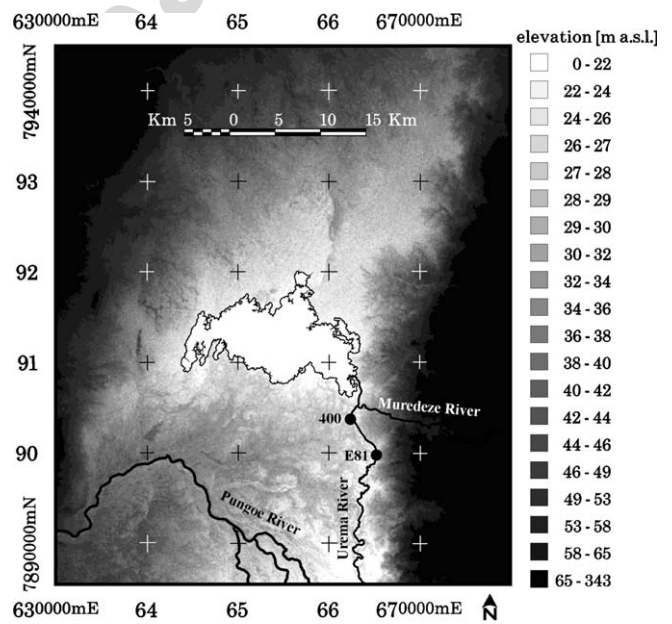 630000mE 64 65 66 670000mE
elevation [m a.s.l.]
0 - 22
22 - 24
24 - 26
26 - 27
27 - 28
28 - 29
29 - 30
30 - 32
32 - 34
34 - 36
36 - 38
38 - 40
40 - 42
42 - 44
44 - 46
46 - 49
49 - 53
53 - 58
58 - 65
65 - 343
7940000mN
93
92
91
90
7890000mN
Km 5 0 5 10 15 Km
Muredeze River
400
E81
Pungoe River
Urema River
630000mE 64 65 66 670000mE
N